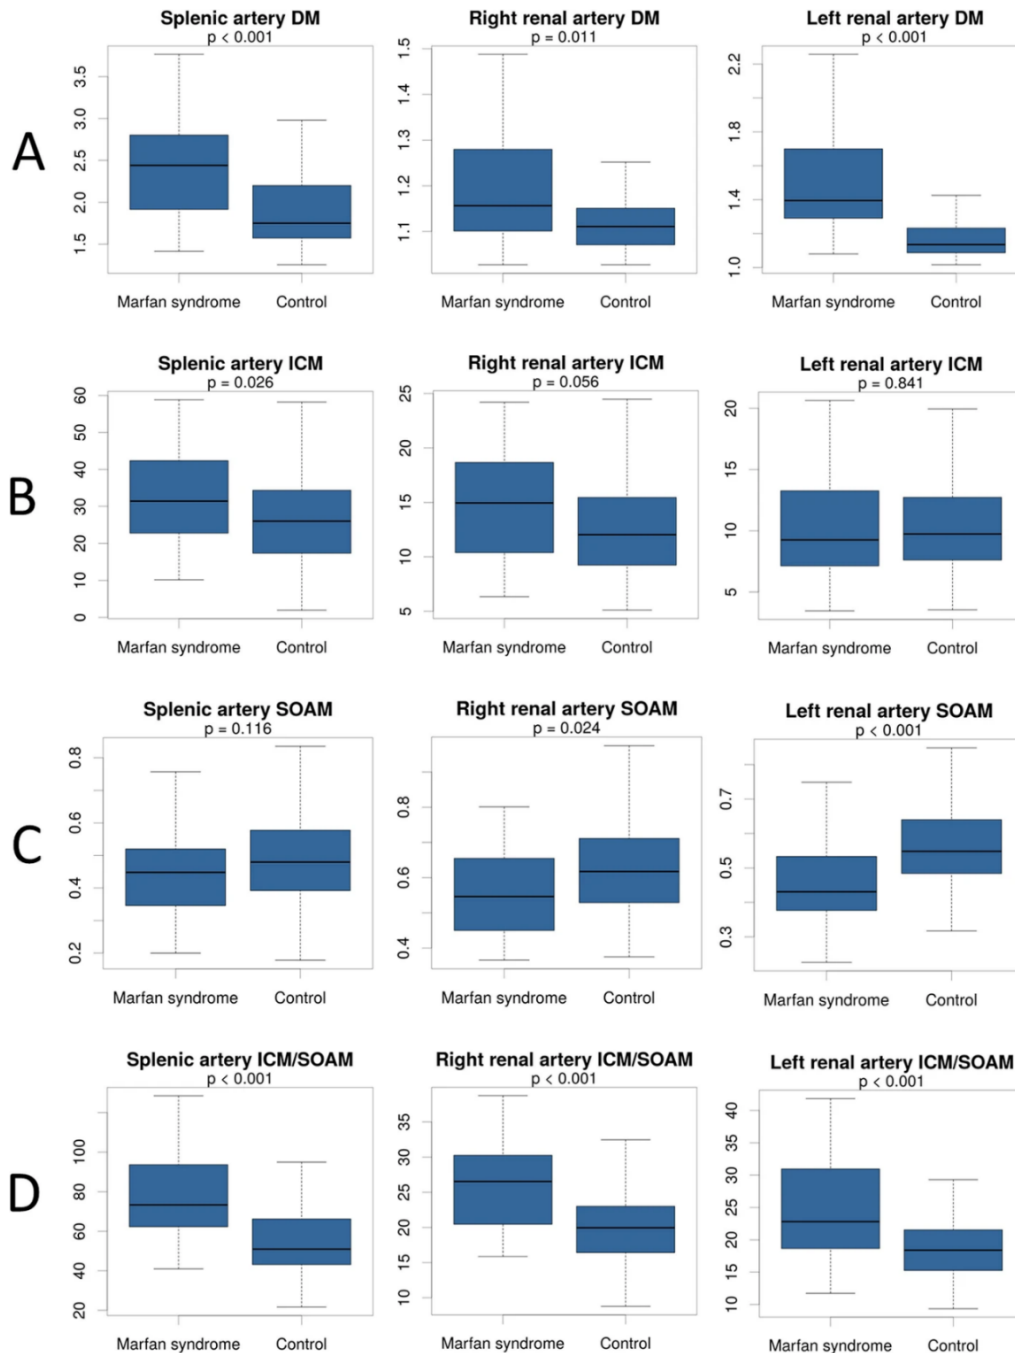 Splenic artery DM
p < 0.001
Right renal artery DM
p = 0.011
Left renal artery DM
p < 0.001
A
3.5
3.0
2.5
2.0
1.5
1.5
1.4
1.3
1.2
1.1
2.2
1.8
1.4
1.0
Marfan syndrome Control
Marfan syndrome Control
Marfan syndrome Control
Splenic artery ICM
p = 0.026
Right renal artery ICM
p = 0.056
Left renal artery ICM
p = 0.841
B
60
50
40
30
20
10
0
25
20
15
10
5
20
15
10
5
Marfan syndrome Control
Marfan syndrome Control
Marfan syndrome Control
Splenic artery SOAM
p = 0.116
Right renal artery SOAM
p = 0.024
Left renal artery SOAM
p < 0.001
C
0.8
0.6
0.4
0.2
0.8
0.6
0.4
0.7
0.5
0.3
Marfan syndrome Control
Marfan syndrome Control
Marfan syndrome Control
Splenic artery ICM/SOAM
p < 0.001
Right renal artery ICM/SOAM
p < 0.001
Left renal artery ICM/SOAM
p < 0.001
D
100
80
60
40
20
35
30
25
20
15
10
40
35
30
25
20
15
10
Marfan syndrome Control
Marfan syndrome Control
Marfan syndrome Control